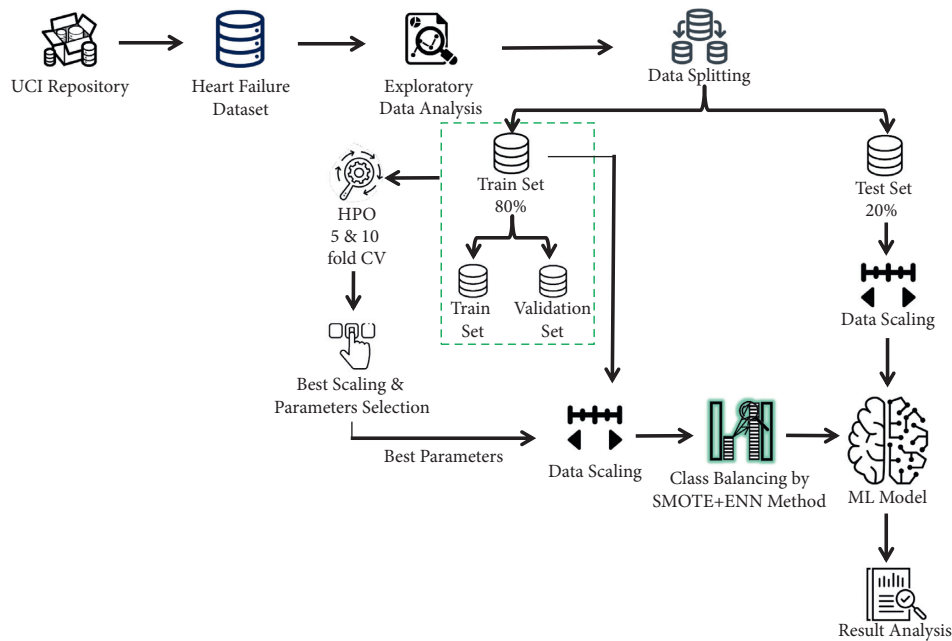 UCI Repository
Heart Failure
Dataset
Exploratory
Data Analysis
Data Splitting
Train Set
80%
Test Set
20%
HPO
5 & 10
fold CV
Train
Set
Validation
Set
Data Scaling
Best Scaling &
Parameters Selection
Best Parameters
Data Scaling
Class Balancing by
SMOTE+ENN Method
ML Model
Result Analysis